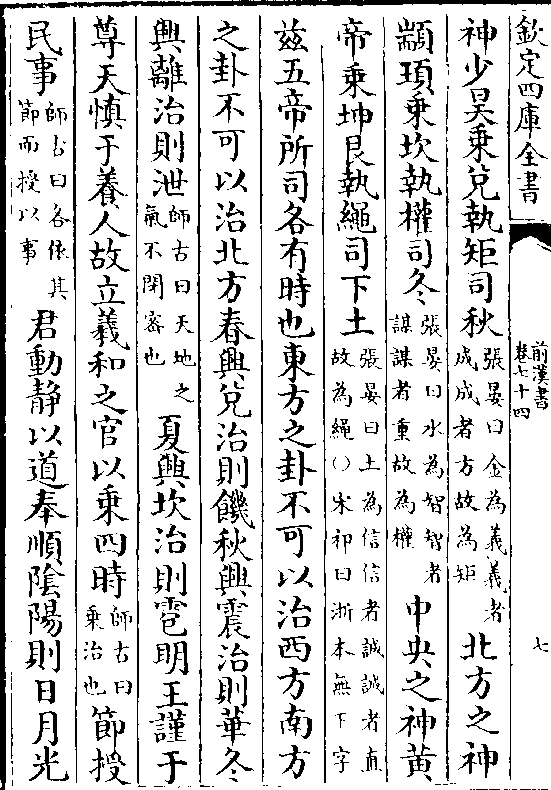 欽定四庫全書
前漢書
卷七十四
七
神少昊乘兌執矩司秋張晏曰金為義義者
成成者方故為矩北方之神
顓頊乘坎執權司冬張晏曰水為智智者
謀謀者重故為權中央之神黃
帝乘坤艮執繩司下土張晏曰土為信信者誠誠者直
故為繩()宋祁曰浙本無下字
茲五帝所司各有時也東方之卦不可以治西方南方
之卦不可以治北方春興兌治則饑秋興震治則華冬
興離治則泄師古曰天地之
氣不閉密也夏興坎治則雹明王謹于
尊天慎于養人故立羲和之官以乘四時師古曰
乘治也節授
民事師古曰各依其
節而授以事君動靜以道奉順陰陽則日月光